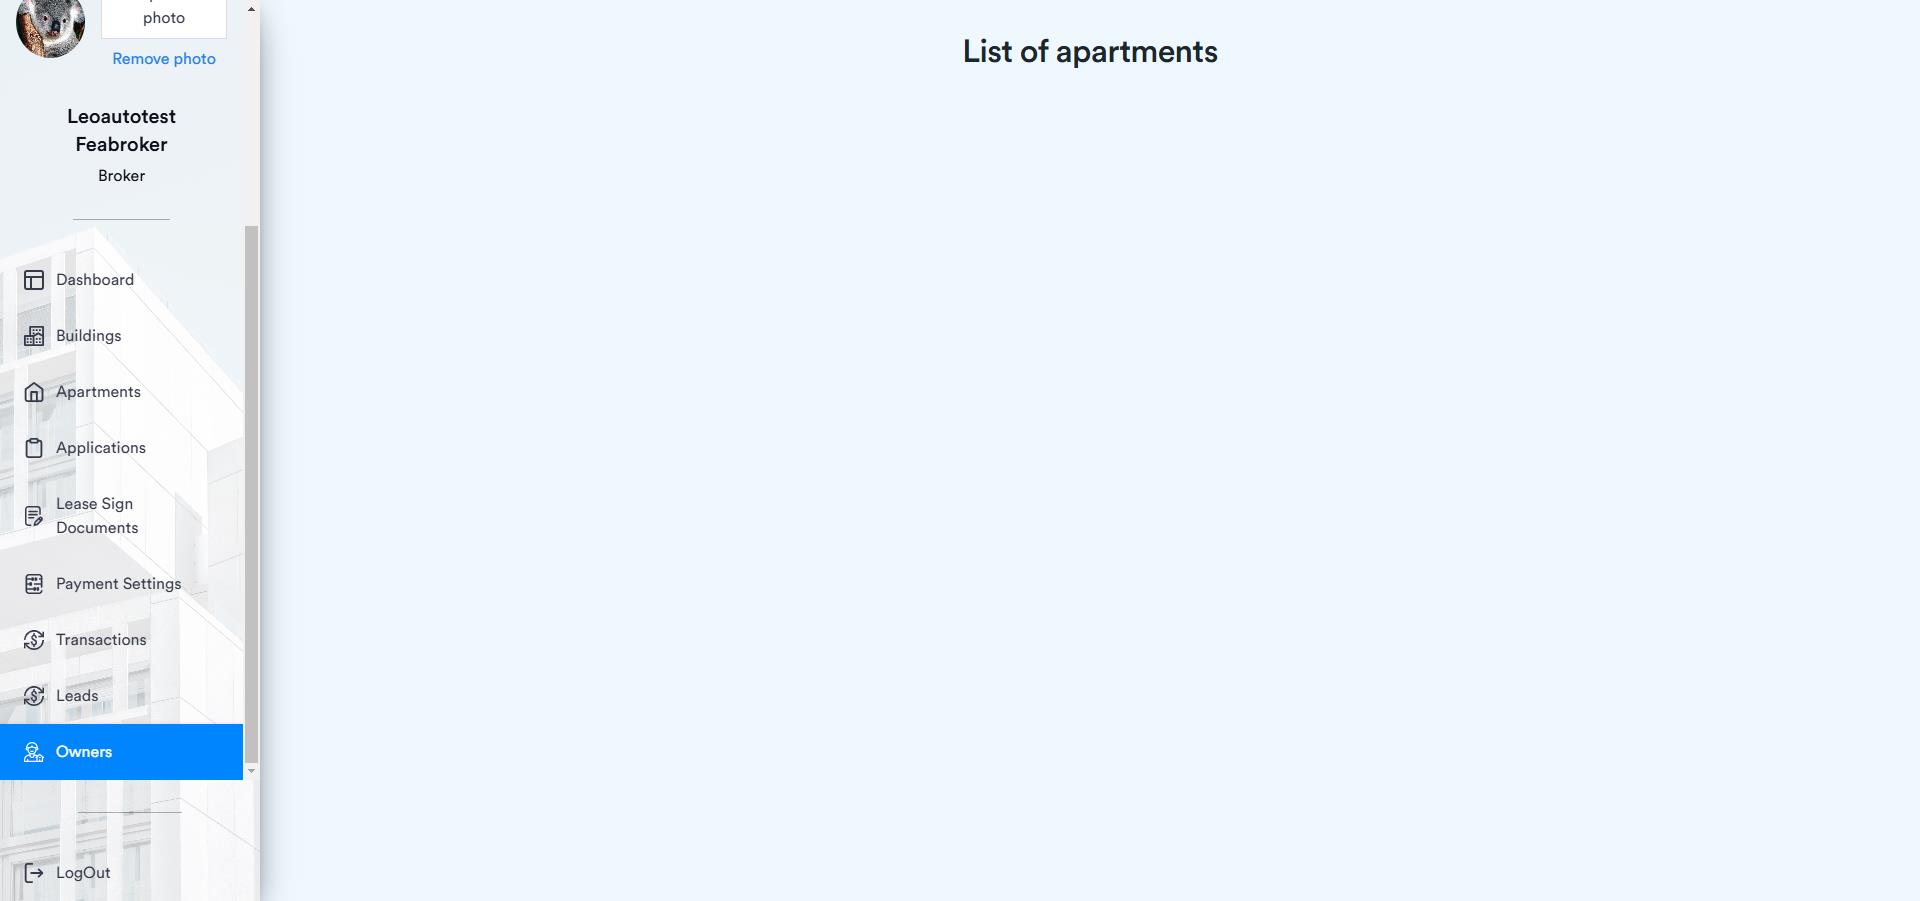 photo
Remove photo
Leoautotest
Feabroker
Broker
Dashboard
Buildings
Apartments
Applications
Lease Sign
Documents
Payment Settings
Transactions
Leads
Owners
LogOut
List of apartments